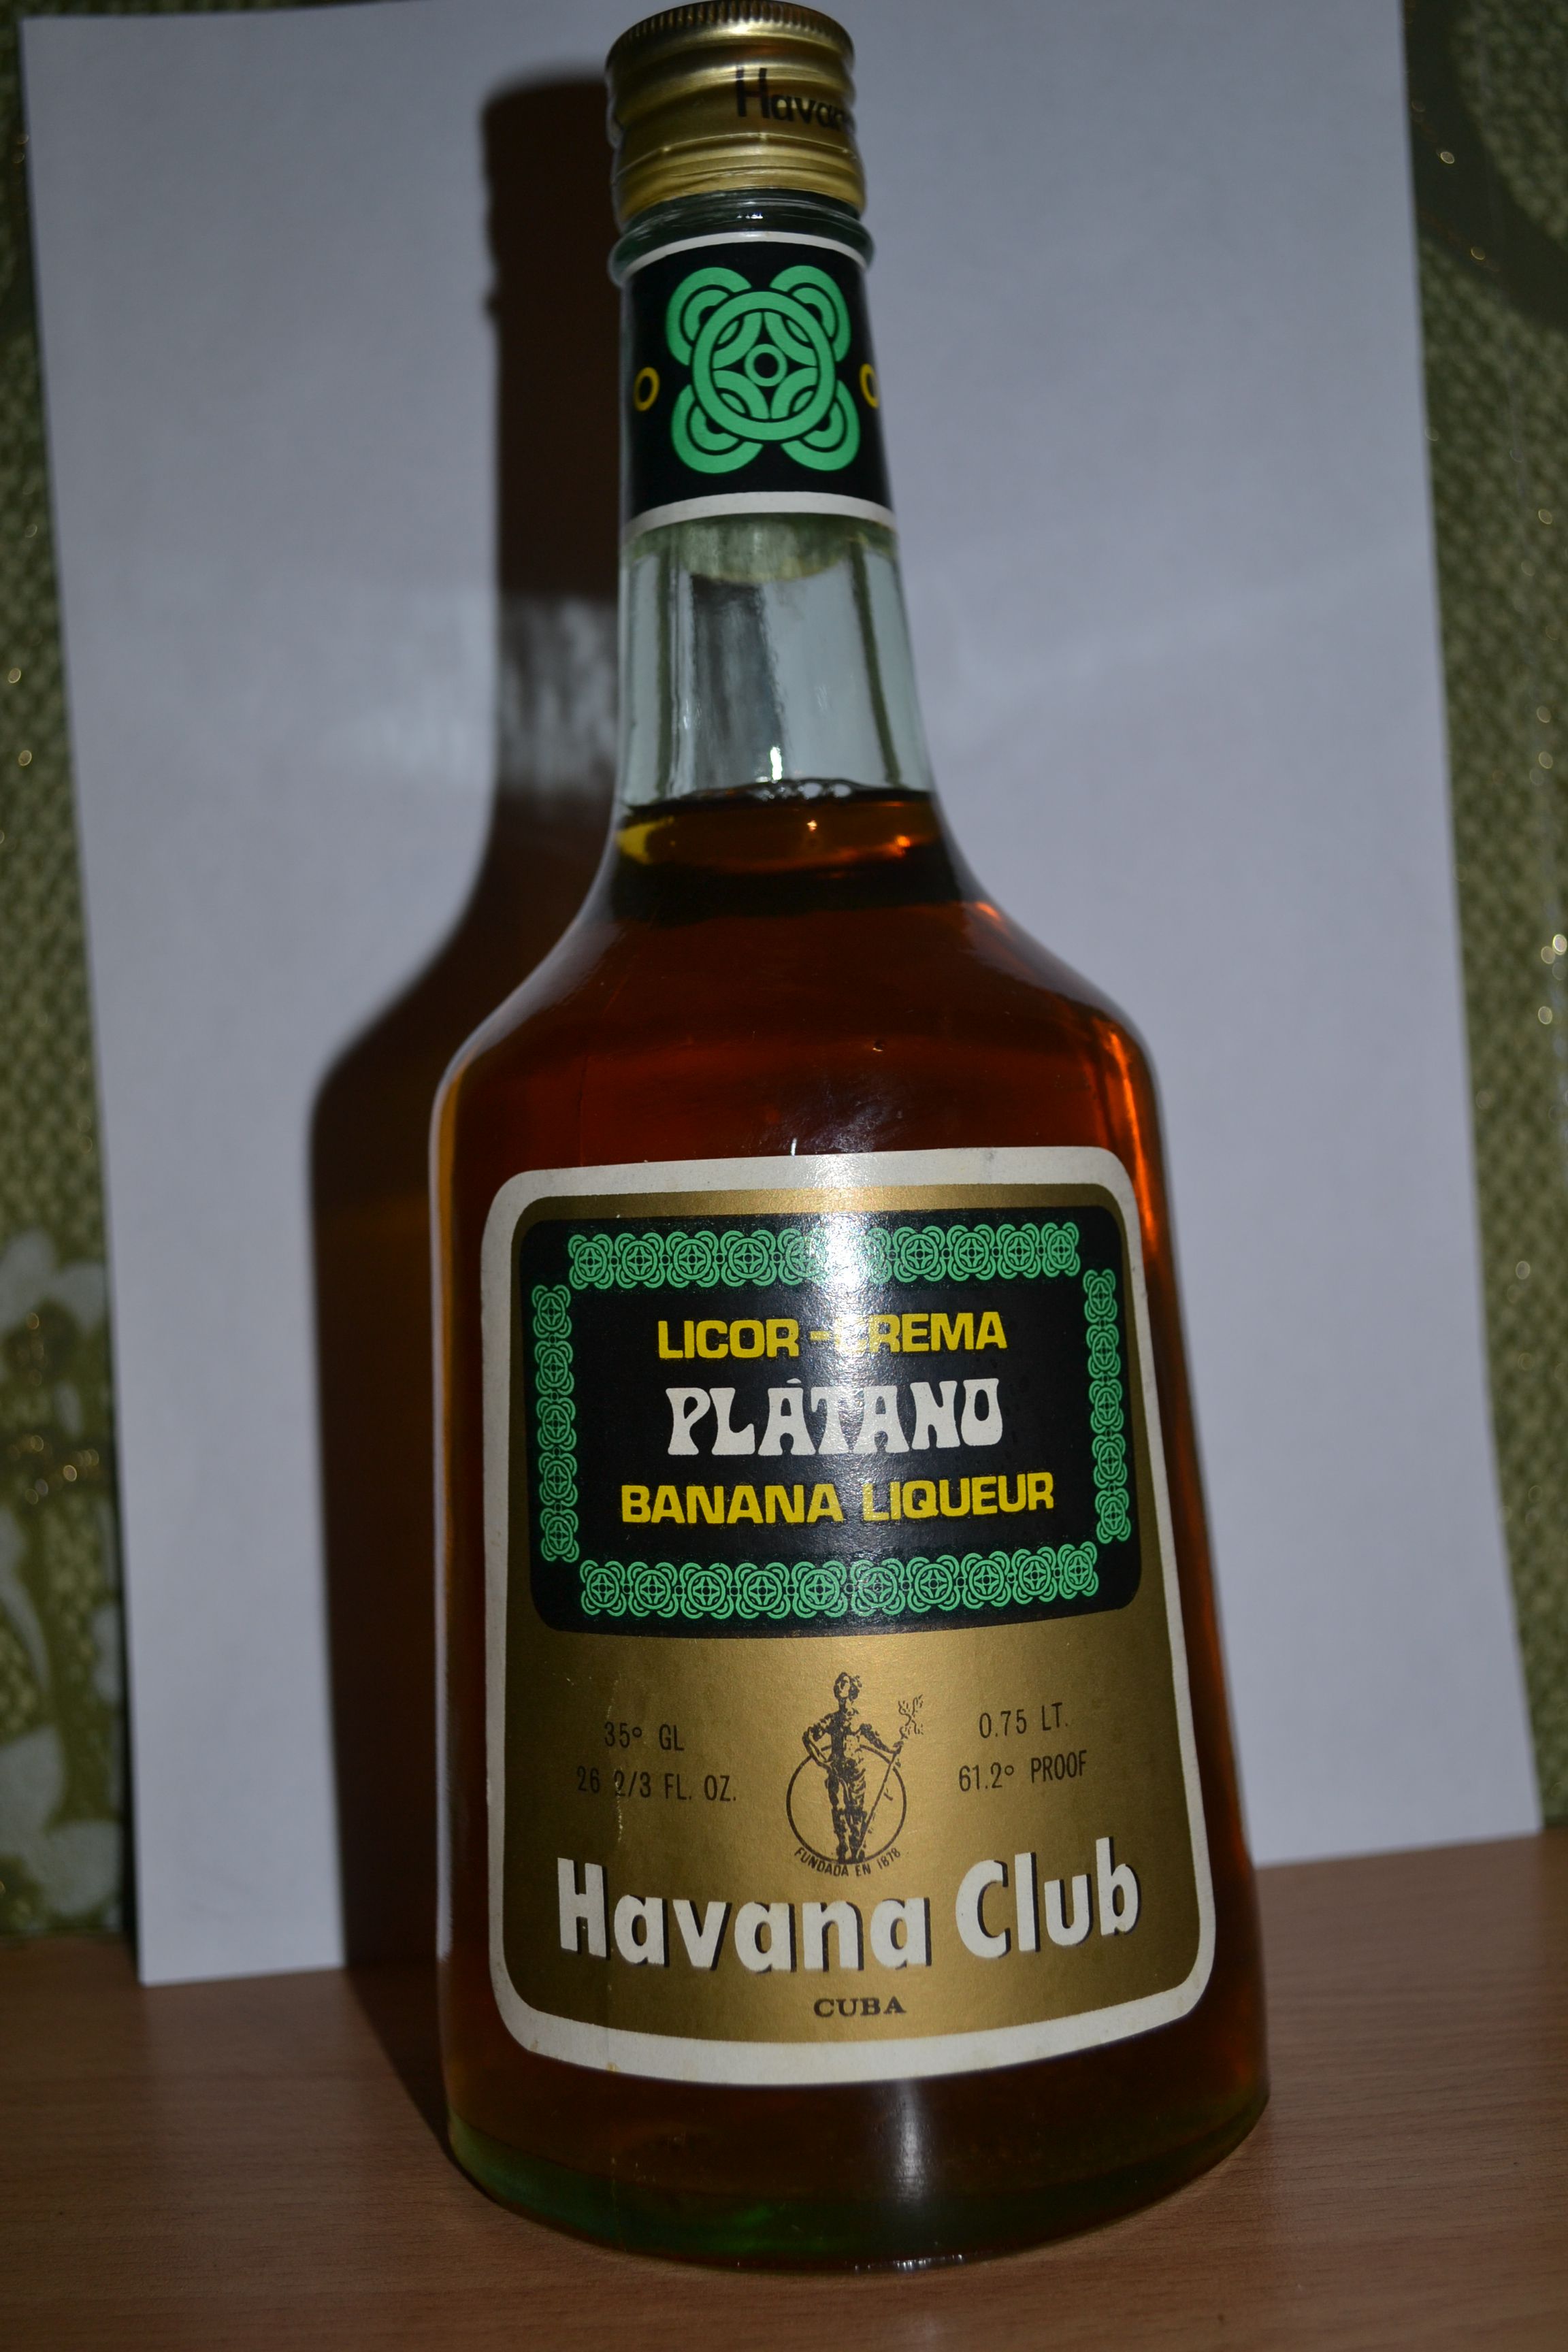 Havan
LICOR-CREMA
PLÁTANO
BANANA LIQUEUR
35° GL
26 2/3 FL. OZ.
0.75 LT.
61.2° PROOF
FUNDADA EN 1878
Havana Club
CUBA